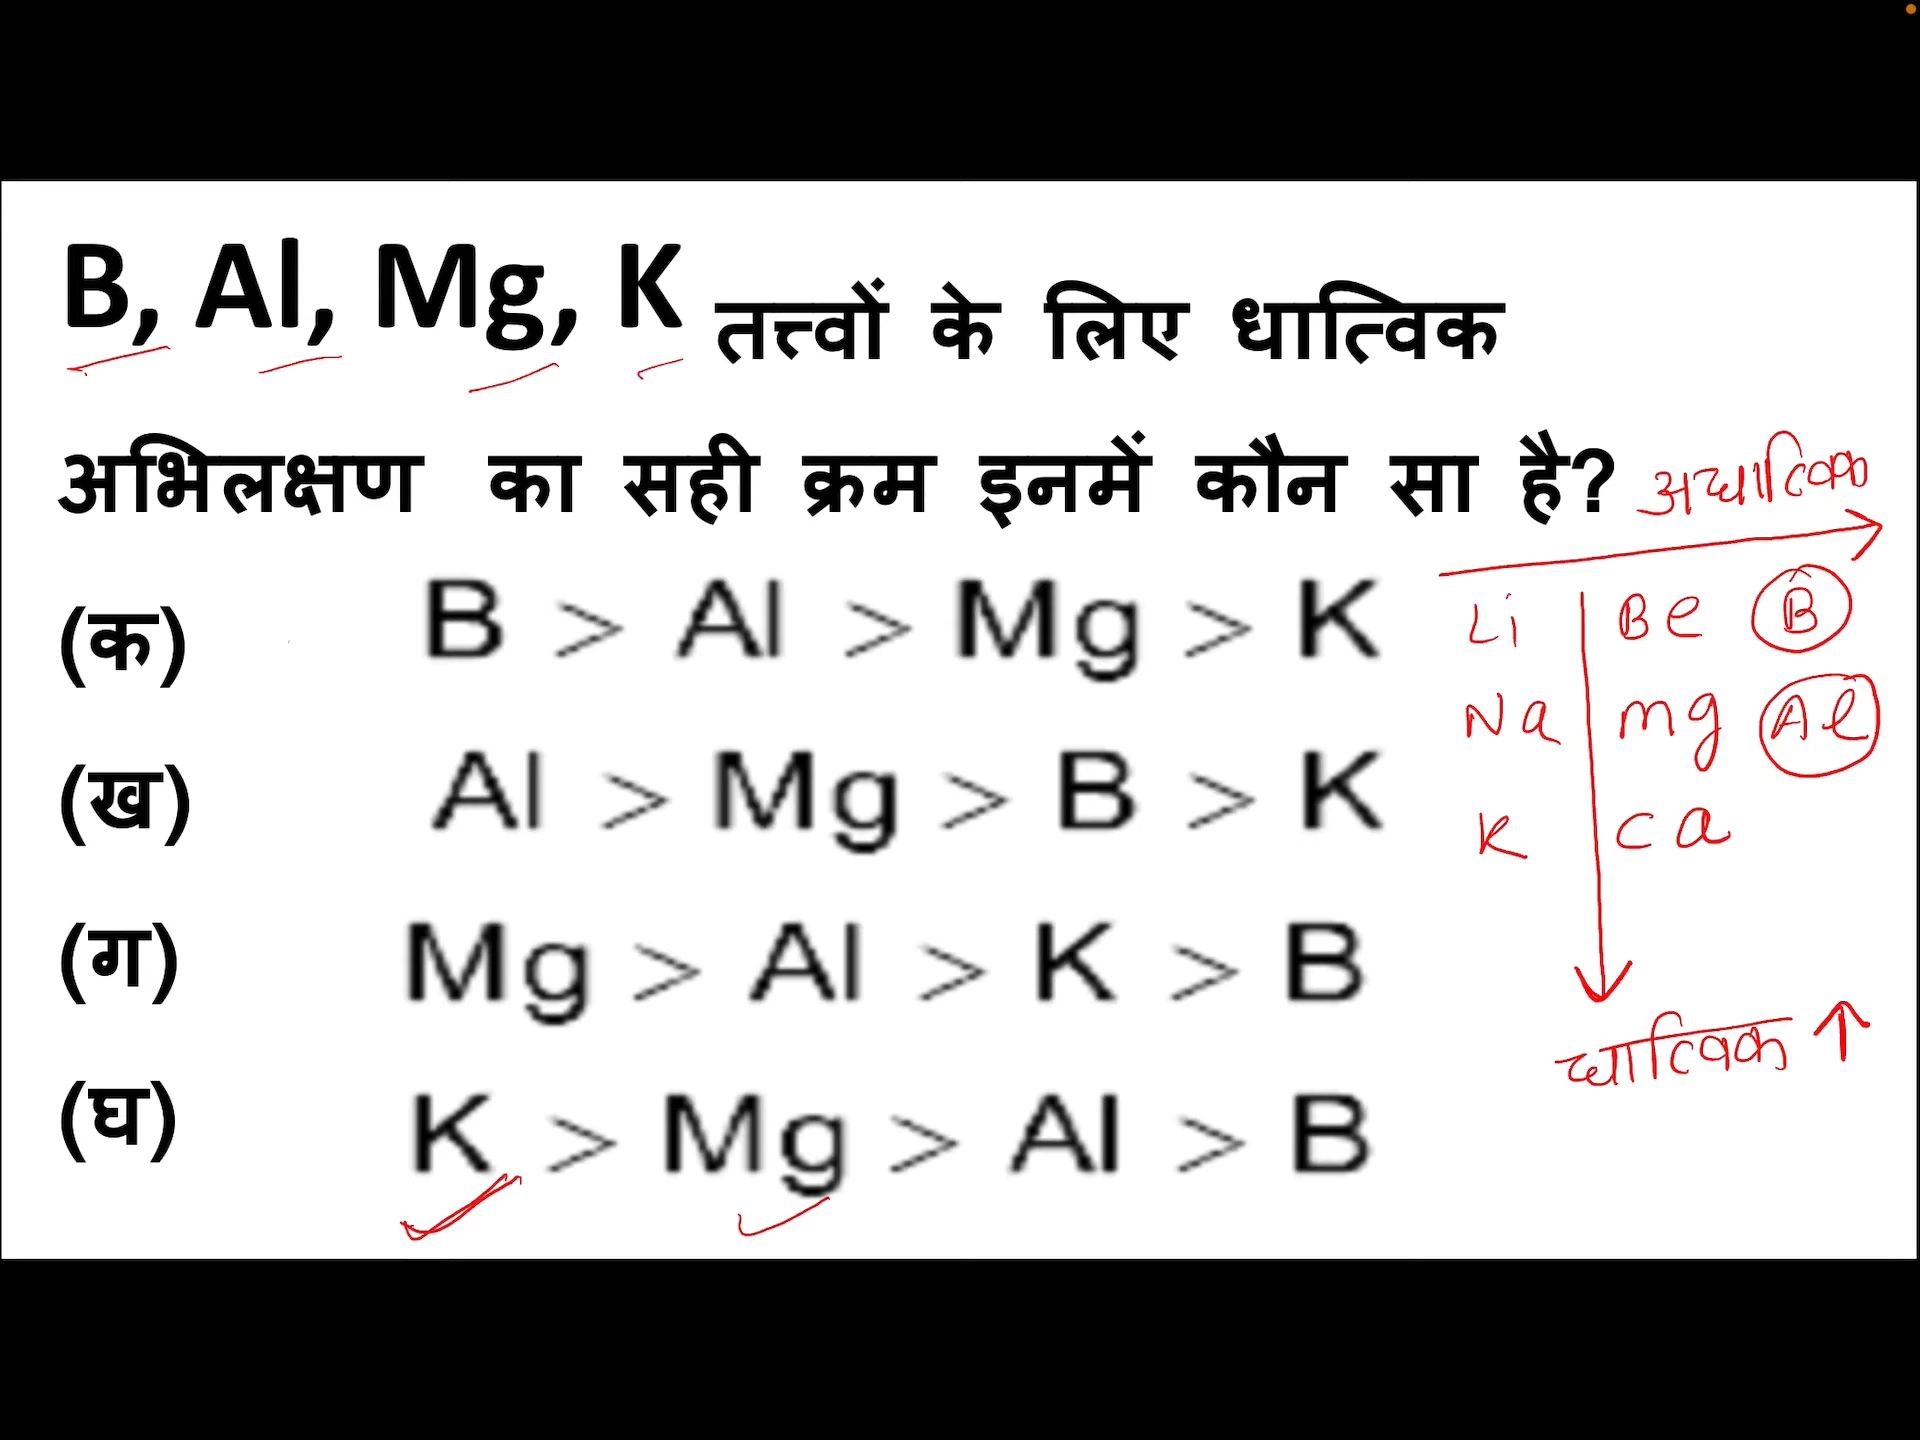 B, Al, Mg, K तत्त्वों के लिए धात्विक
अभिलक्षण का सही क्रम इनमें कौन सा है?
(क) B > Al > Mg > K
(ख) Al > Mg > B > K
(ग) Mg > Al > K > B
(घ) K > Mg > Al > B
अधात्विक
Li Be B
Na Mg Al
K Ca
धात्विक ↑